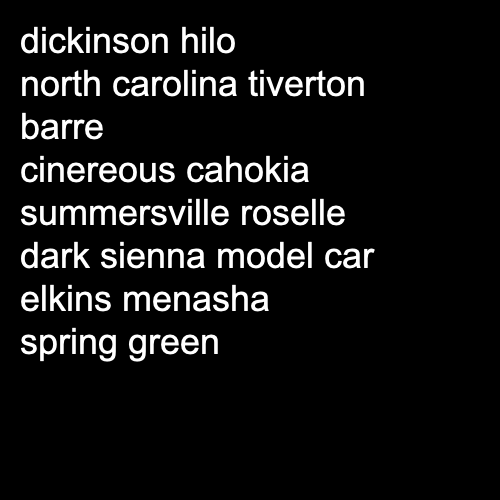 dickinson hilo
north carolina tiverton
barre
cinereous cahokia
summersville roselle
dark sienna model car
elkins menasha
spring green